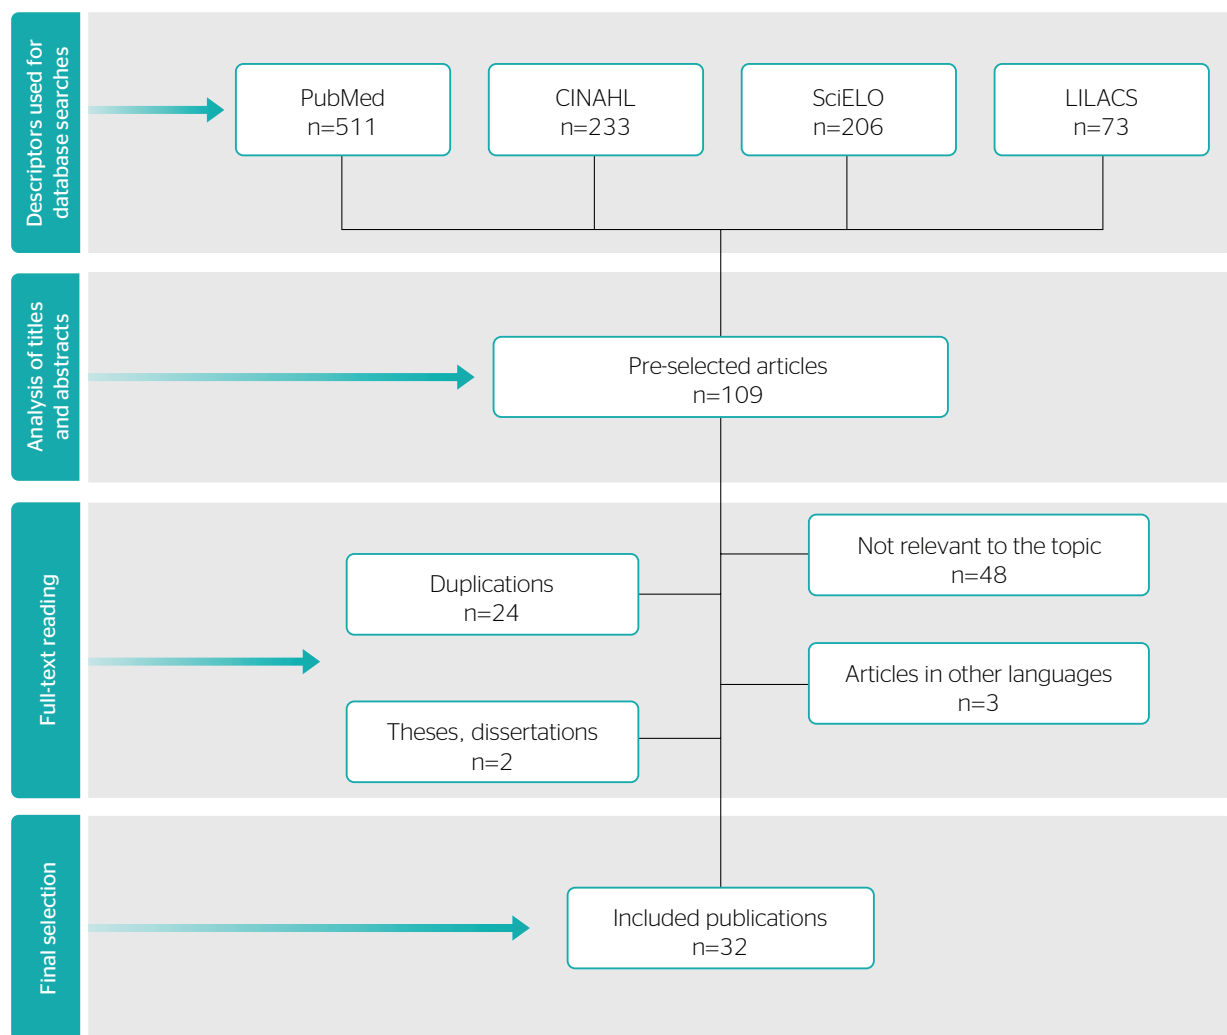 Descriptors used for
database searches
PubMed
n=511
CINAHL
n=233
SciELO
n=206
LILACS
n=73
Analysis of titles
and abstracts
Pre-selected articles
n=109
Full-text reading
Not relevant to the topic
n=48
Duplications
n=24
Articles in other languages
n=3
Theses, dissertations
n=2
Final selection
Included publications
n=32